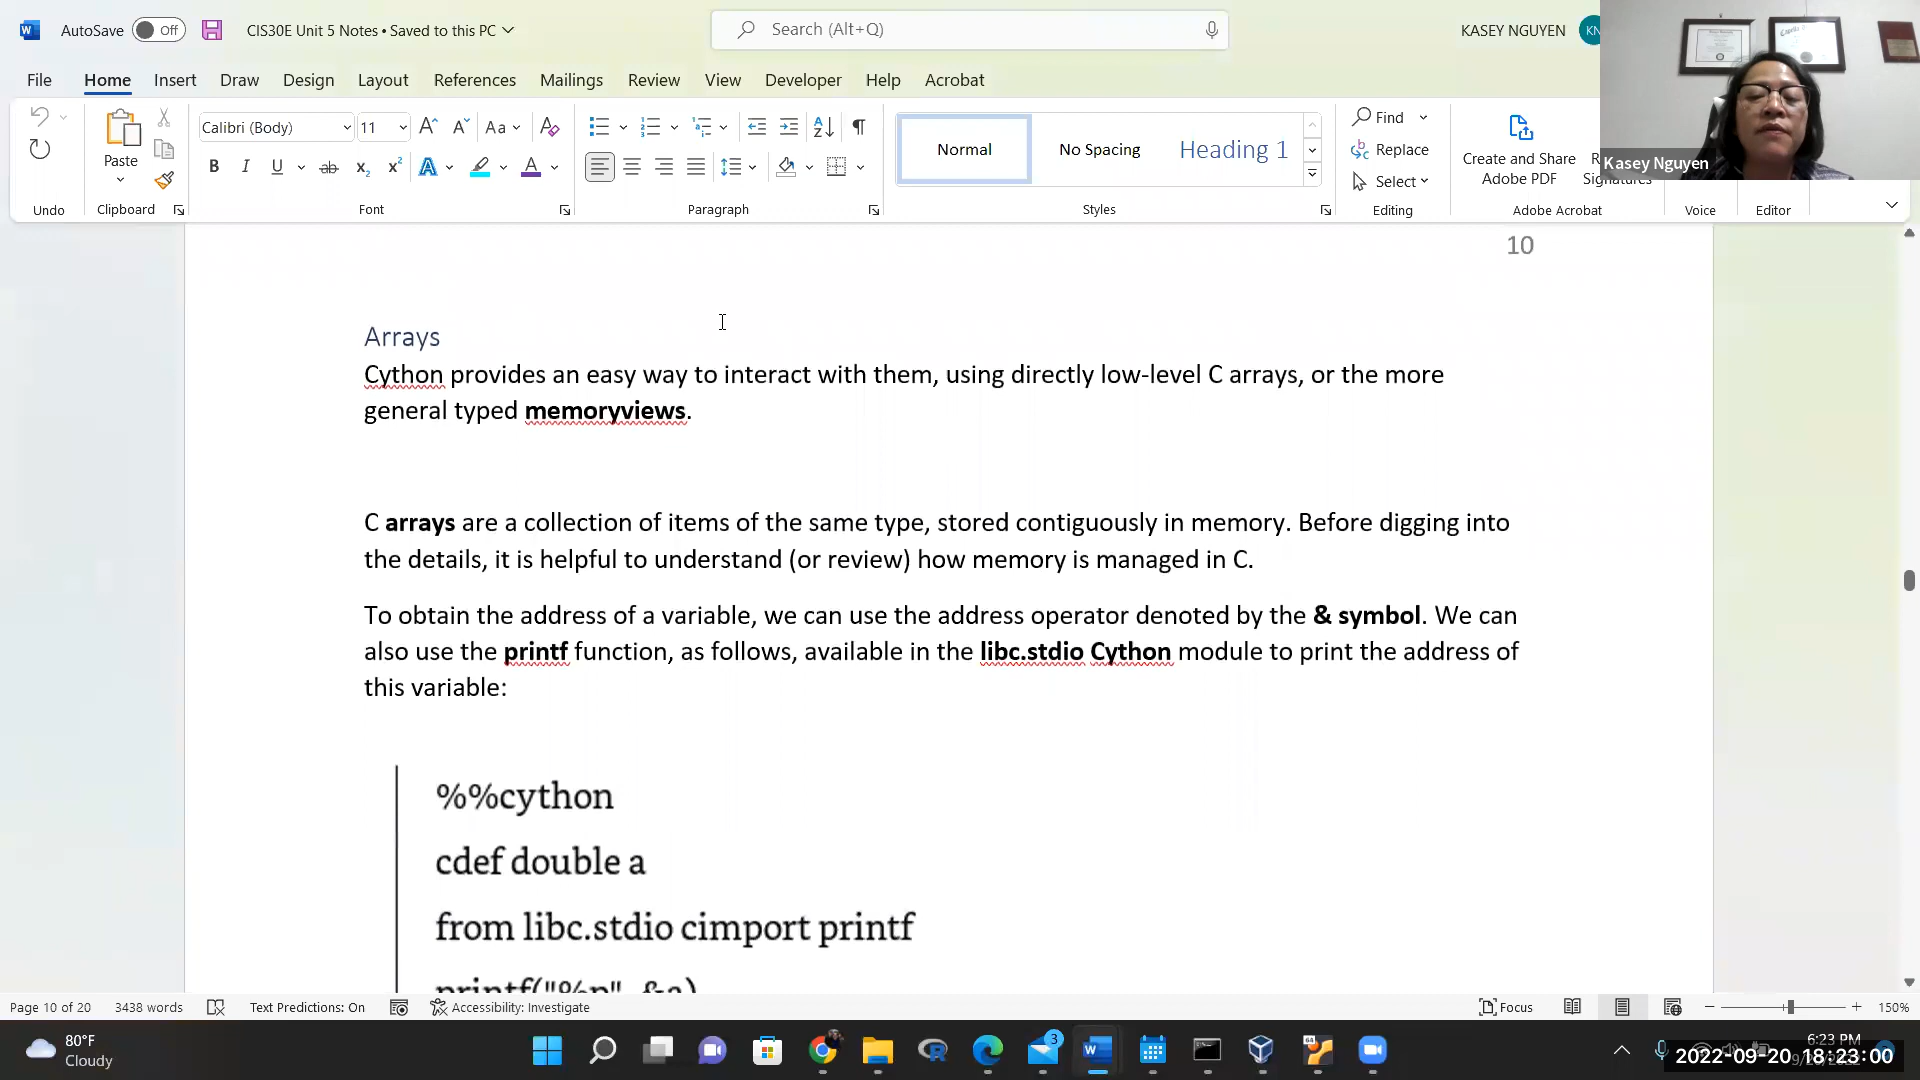 AutoSave Off CIS30E Unit 5 Notes • Saved to this PC Search (Alt+Q) KASEY NGUYEN KN
File Home Insert Draw Design Layout References Mailings Review View Developer Help Acrobat
Calibri (Body) 11 Aa
Paste
Normal No Spacing Heading 1
Find
Replace
Select
Create and Share
Adobe PDF
Signatures
Kasey Nguyen
Undo Clipboard Font Paragraph Styles Editing Adobe Acrobat Voice Editor
10
Arrays
Cython provides an easy way to interact with them, using directly low-level C arrays, or the more
general typed memoryviews.
C arrays are a collection of items of the same type, stored contiguously in memory. Before digging into
the details, it is helpful to understand (or review) how memory is managed in C.
To obtain the address of a variable, we can use the address operator denoted by the & symbol. We can
also use the printf function, as follows, available in the libc.stdio Cython module to print the address of
this variable:
%%cython
cdef double a
from libc.stdio cimport printf
printf("%p", &a)
Page 10 of 20 3438 words Text Predictions: On Accessibility: Investigate Focus 150%
80°F
Cloudy
3
6:23 PM
2022-09-20 18:23:00